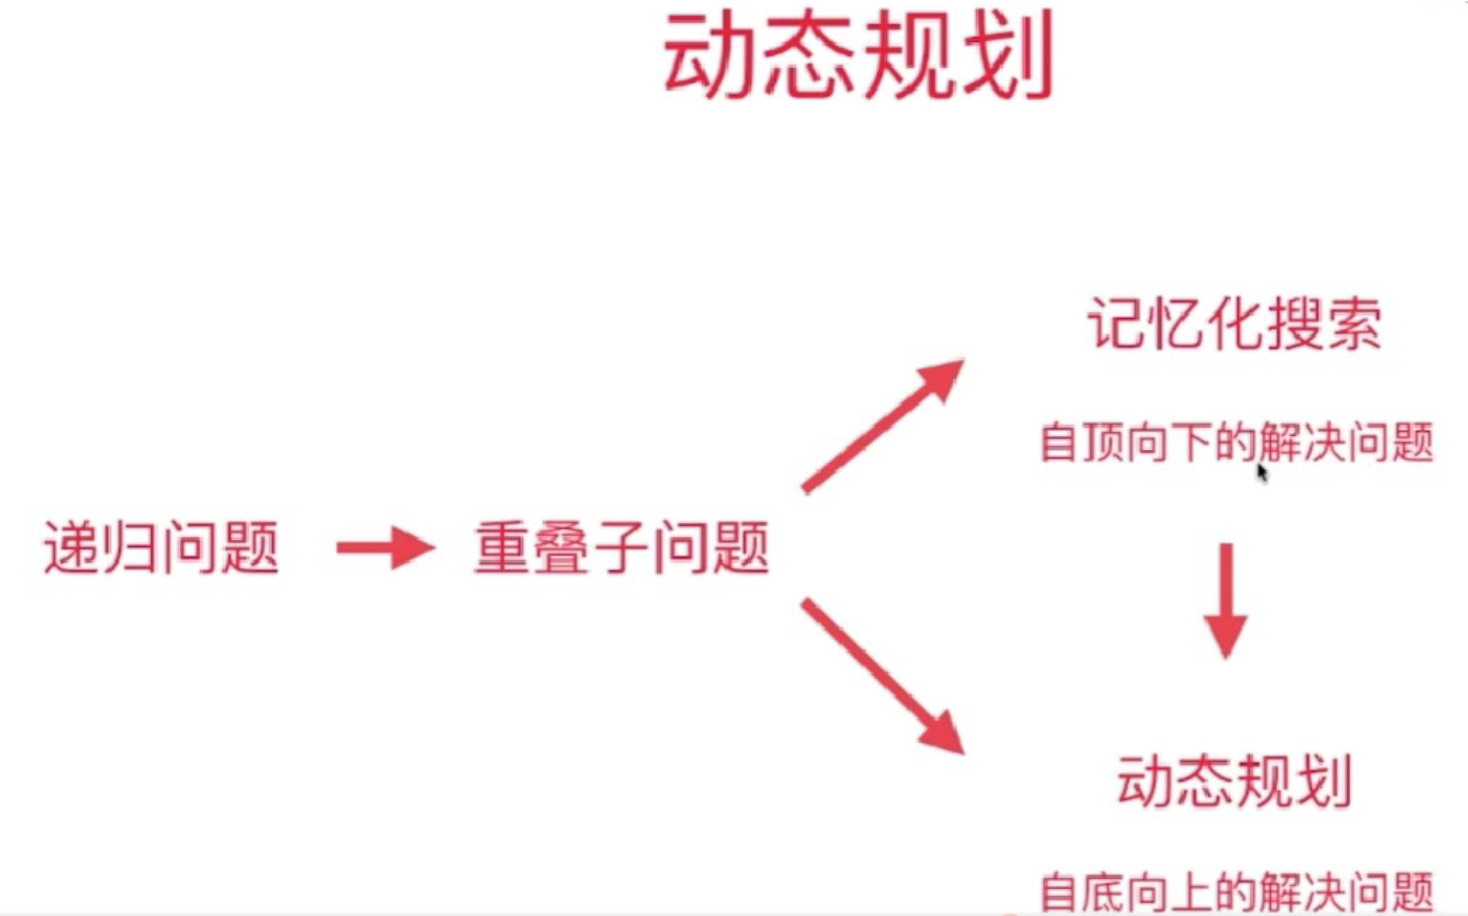 动态规划
记忆化搜索
自顶向下的解决问题
递归问题
重叠子问题
动态规划
自底向上的解决问题